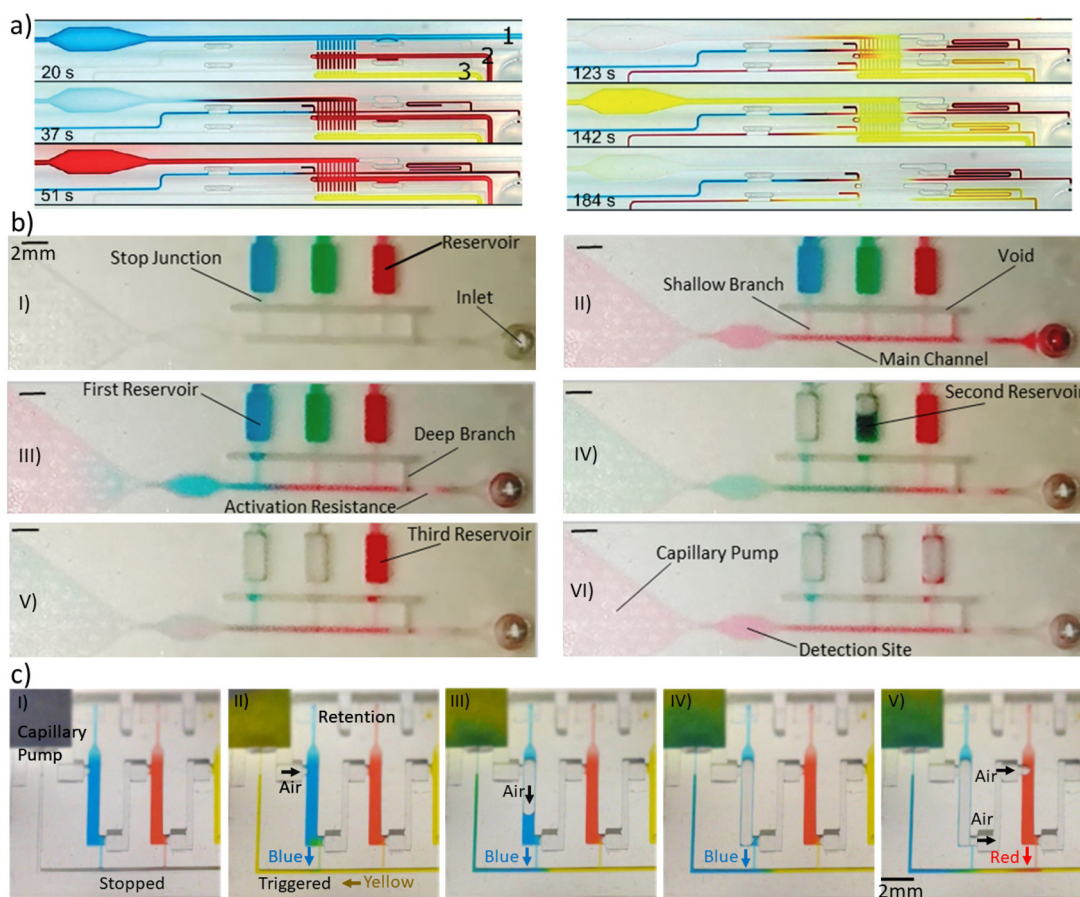 a)
1
2
3
20 s
37 s
51 s
123 s
142 s
184 s
b)
2mm
I)
Stop Junction
Reservoir
Inlet
II)
Shallow Branch
Void
Main Channel
III)
First Reservoir
Deep Branch
Activation Resistance
IV)
Second Reservoir
V)
Third Reservoir
VI)
Capillary Pump
Detection Site
c)
I)
Capillary
Pump
Stopped
II)
Retention
Air
Blue
Triggered
Yellow
III)
Air
Blue
IV)
Blue
V)
Air
Air
Red
2mm